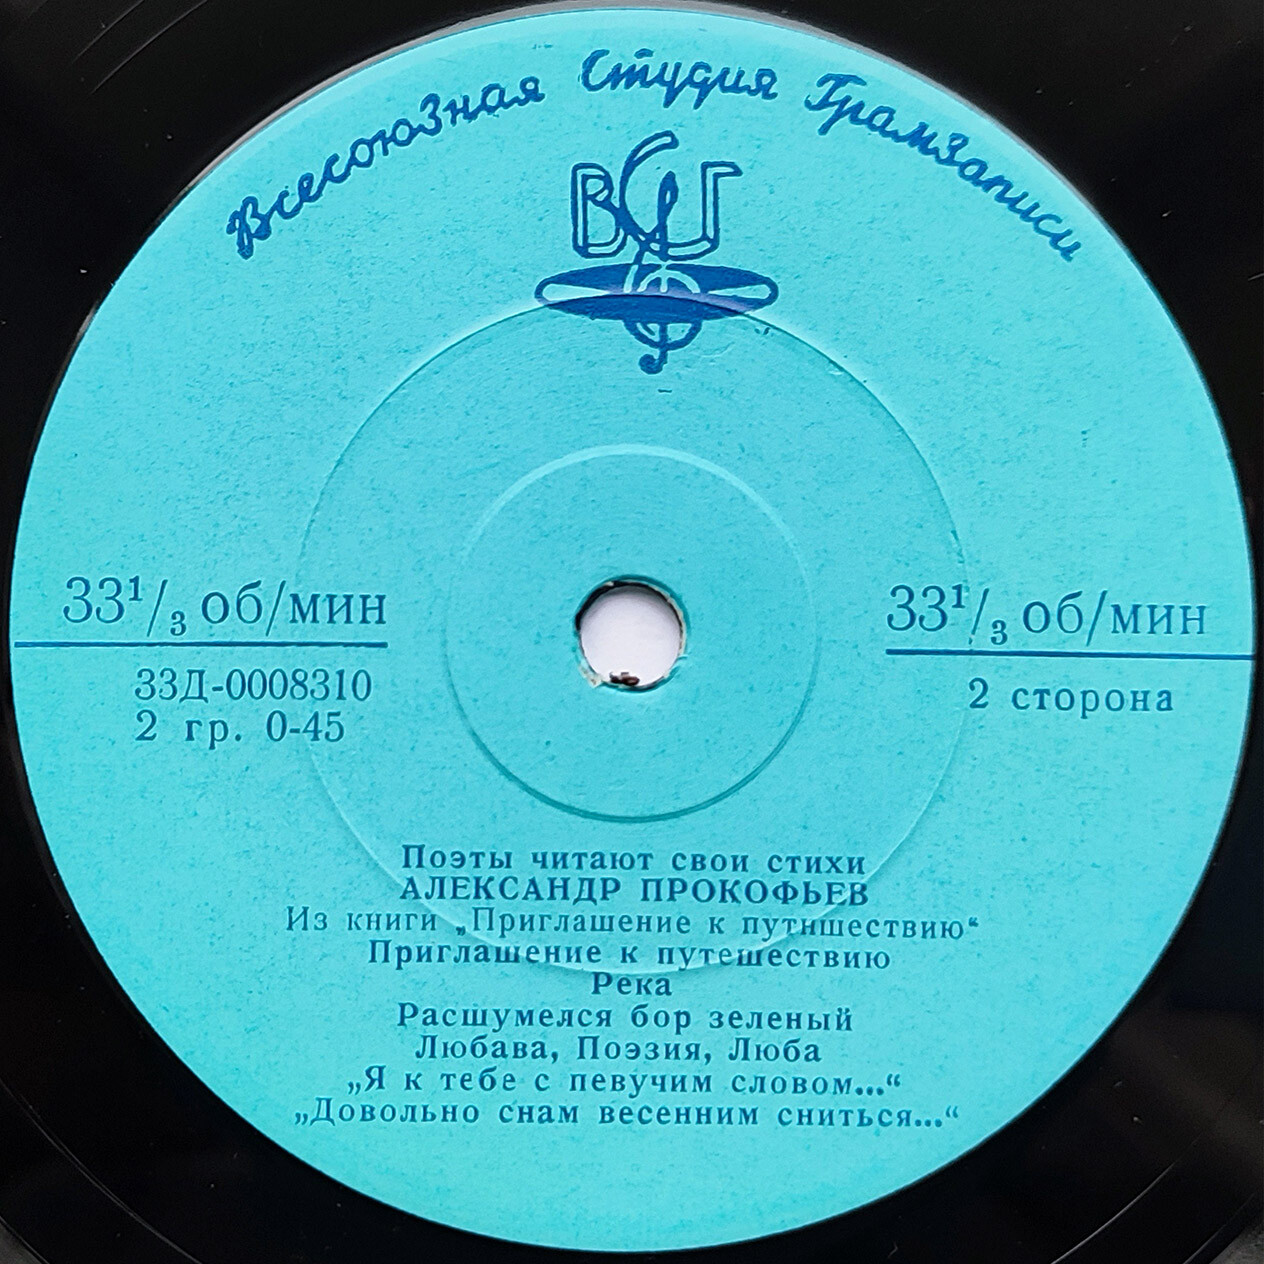 Всесоюзная Студия Грамзаписи
ВСГ
33¹/₃ об/мин
33Д-0008310
2 гр. 0-45
33¹/₃ об/мин
2 сторона
Поэты читают свои стихи
АЛЕКСАНДР ПРОКОФЬЕВ
Из книги „Приглашение к путншествию“
Приглашение к путешествию
Река
Расшумелся бор зеленый
Любава, Поэзия, Люба
„Я к тебе с певучим словом...“
„Довольно снам весенним сниться...“